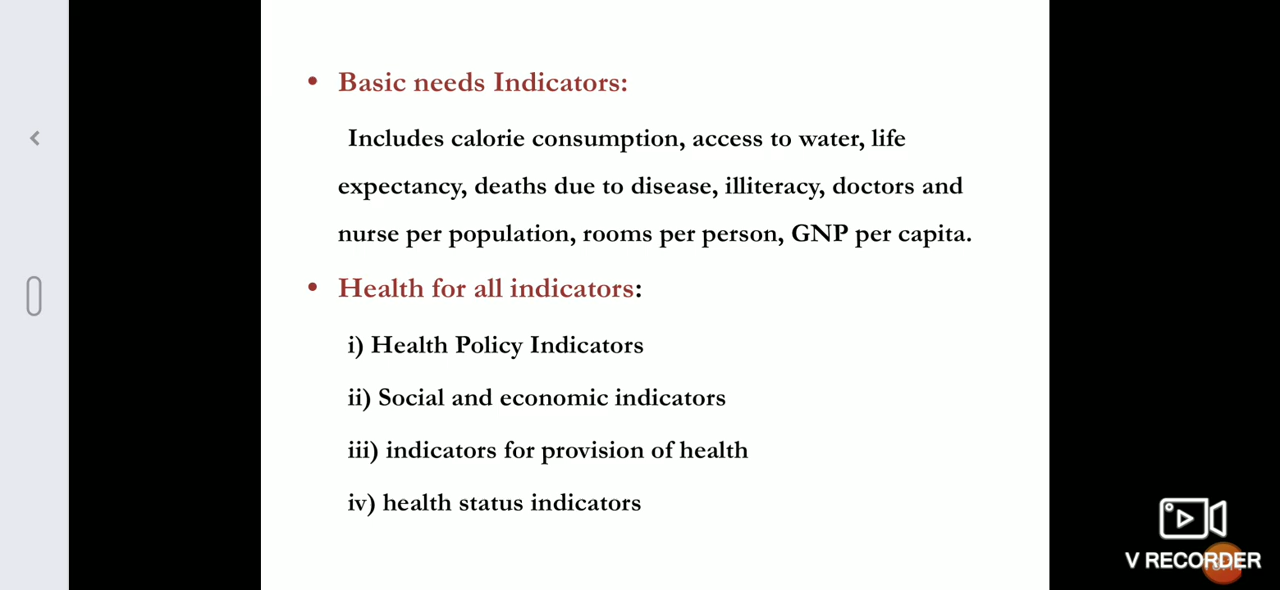 • Basic needs Indicators:
Includes calorie consumption, access to water, life
expectancy, deaths due to disease, illiteracy, doctors and
nurse per population, rooms per person, GNP per capita.
• Health for all indicators:
i) Health Policy Indicators
ii) Social and economic indicators
iii) indicators for provision of health
iv) health status indicators
V RECORDER